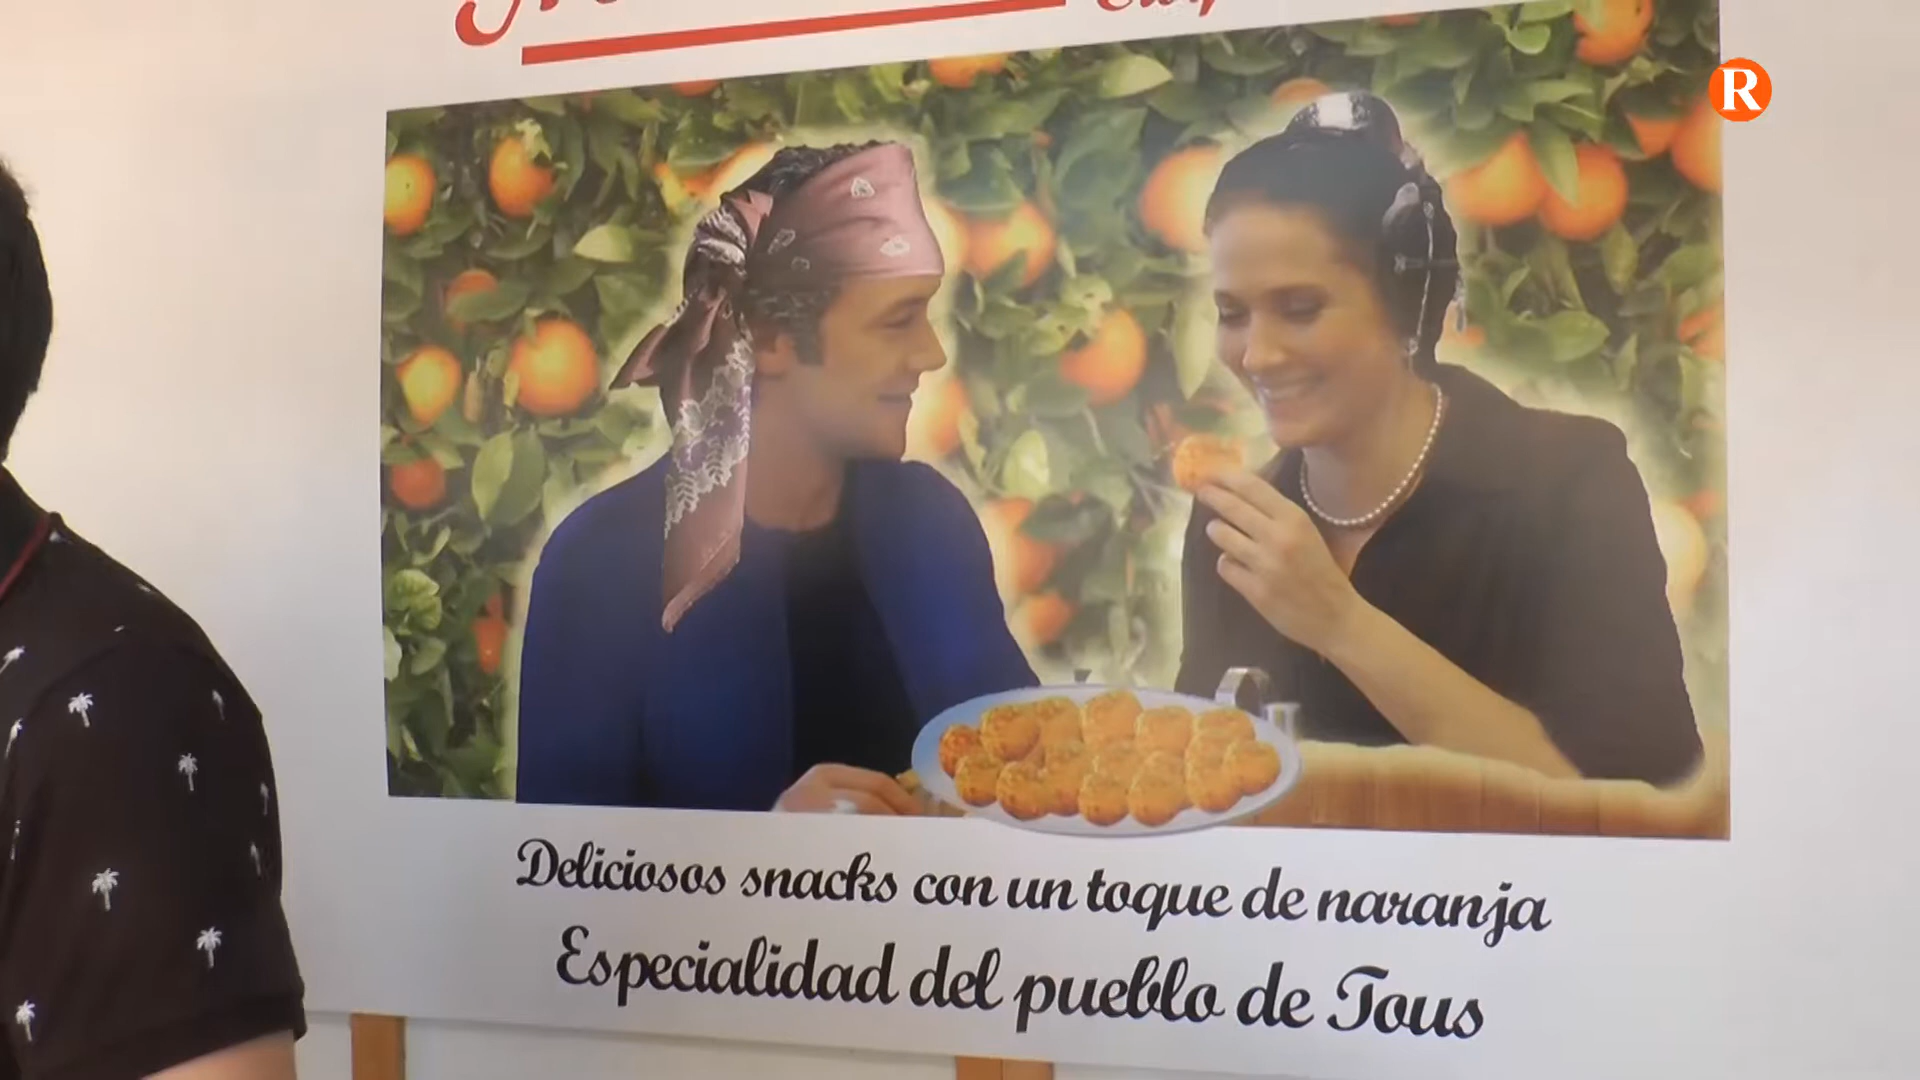 R
Deliciosos snacks con un toque de naranja
Especialidad del pueblo de Tous